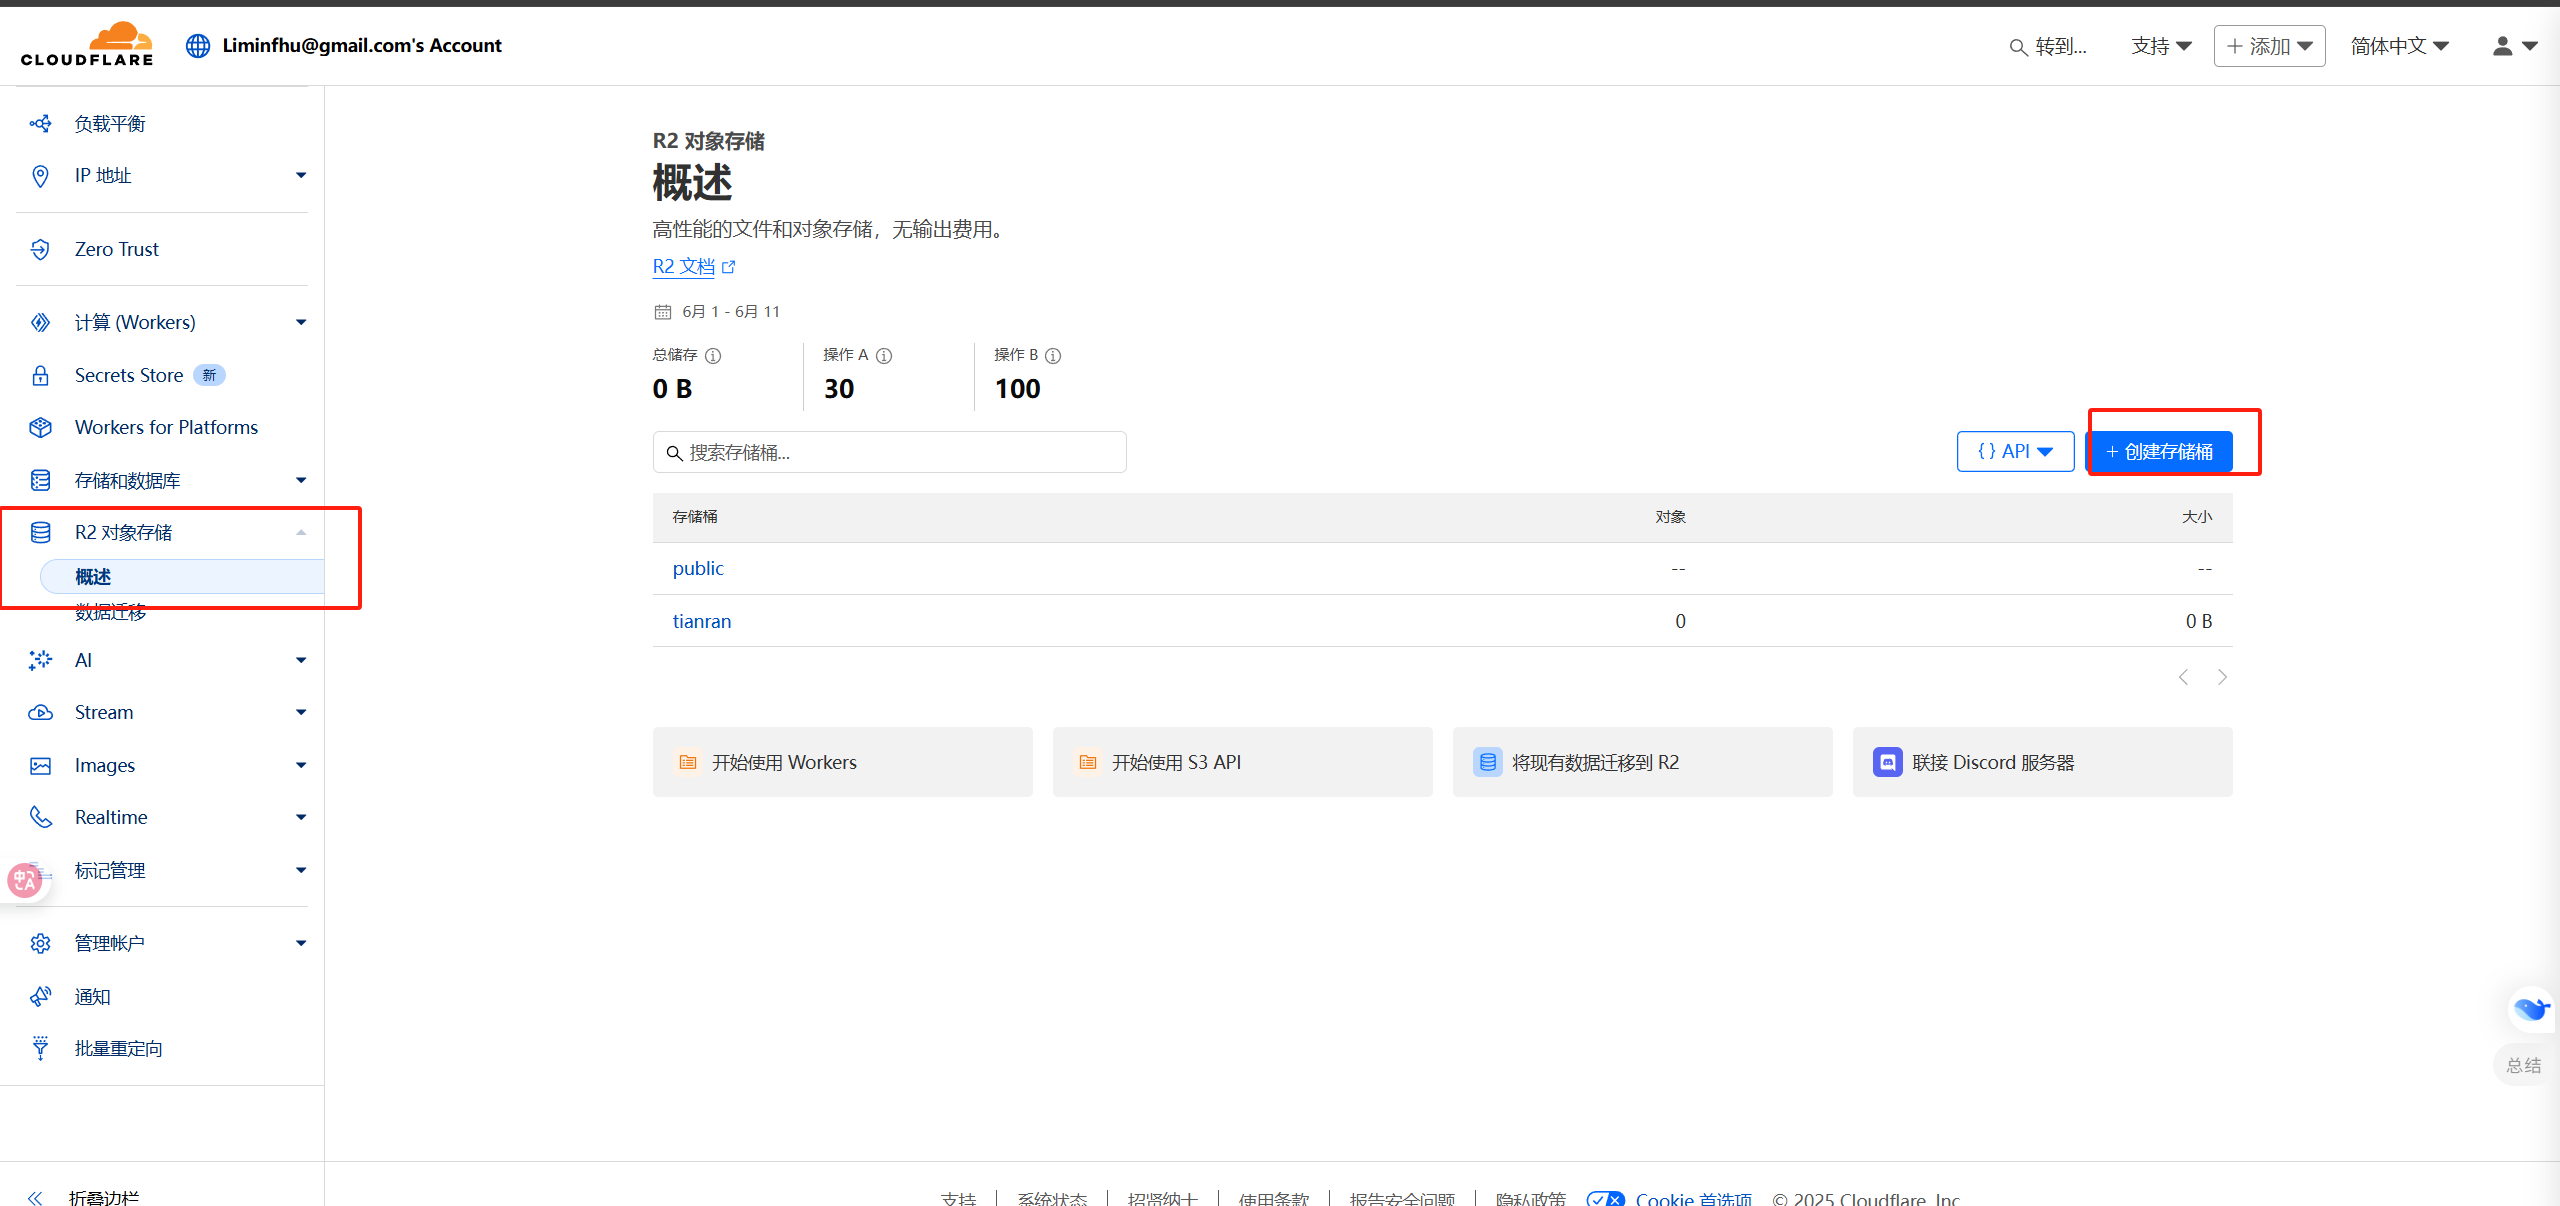 CLOUDFLARE
Liminfhu@gmail.com's Account
转到...
支持
+ 添加
简体中文
负载平衡
IP 地址
Zero Trust
计算 (Workers)
Secrets Store 新
Workers for Platforms
存储和数据库
R2 对象存储
概述
数据迁移
AI
Stream
Images
Realtime
标记管理
管理帐户
通知
批量重定向
折叠边栏
R2 对象存储
概述
高性能的文件和对象存储，无输出费用。
R2 文档
6月 1 - 6月 11
总储存 操作 A 操作 B
0 B 30 100
搜索存储桶...
{ } API
+ 创建存储桶
存储桶 对象 大小
public -- --
tianran 0 0 B
开始使用 Workers
开始使用 S3 API
将现有数据迁移到 R2
联接 Discord 服务器
中 A
总结
支持 系统状态 招贤纳士 使用条款 报告安全问题 隐私政策 Cookie 首选项 © 2025 Cloudflare, Inc.